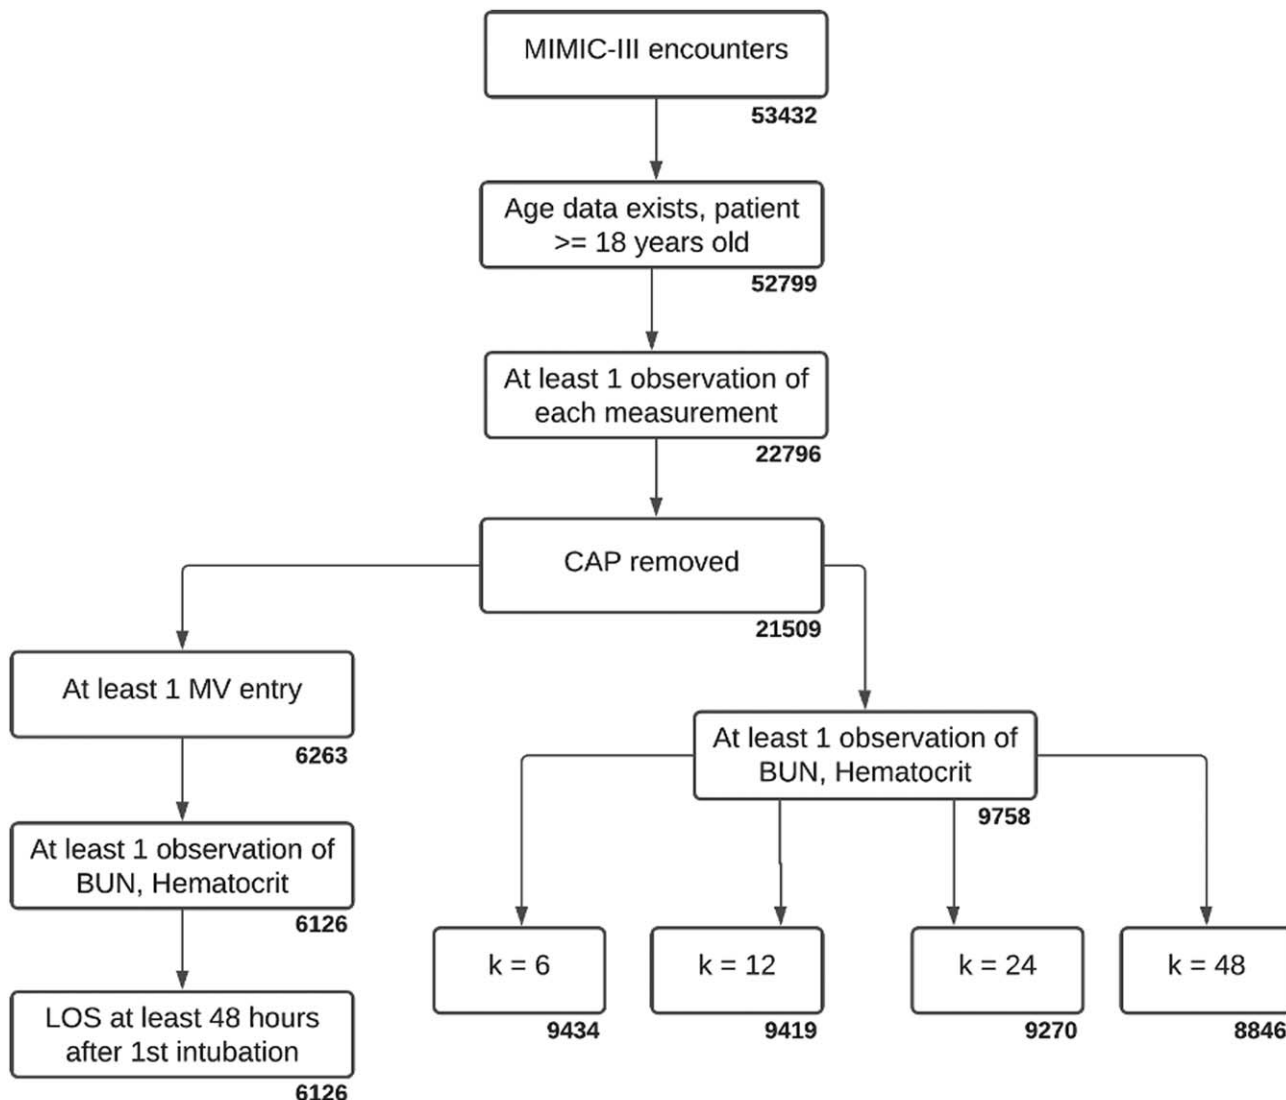 MIMIC-III encounters
53432
Age data exists, patient
>= 18 years old
52799
At least 1 observation of
each measurement
22796
CAP removed
21509
At least 1 MV entry
6263
At least 1 observation of
BUN, Hematocrit
6126
LOS at least 48 hours
after 1st intubation
6126
At least 1 observation of
BUN, Hematocrit
9758
k = 6
9434
k = 12
9419
k = 24
9270
k = 48
8846